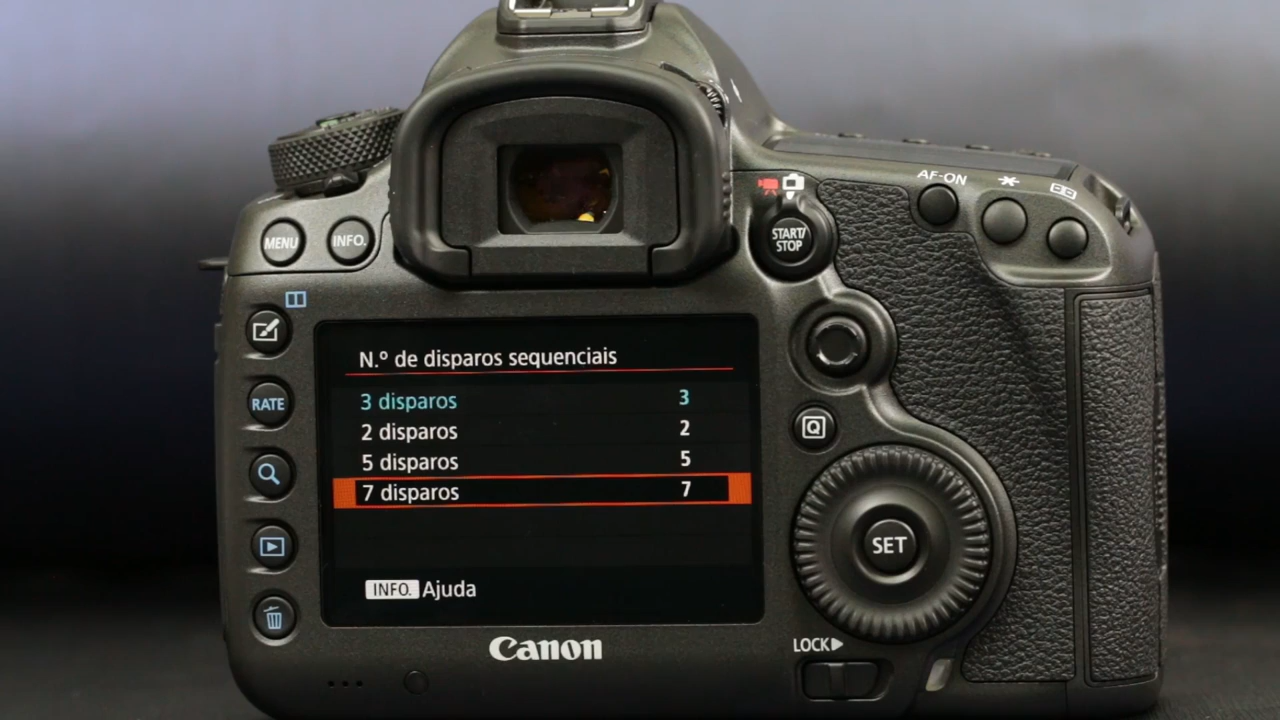 AF-ON
MENU
INFO.
START/
STOP
RATE
N.º de disparos sequenciais
3 disparos 3
2 disparos 2
5 disparos 5
7 disparos 7
INFO. Ajuda
Q
SET
LOCK
Canon